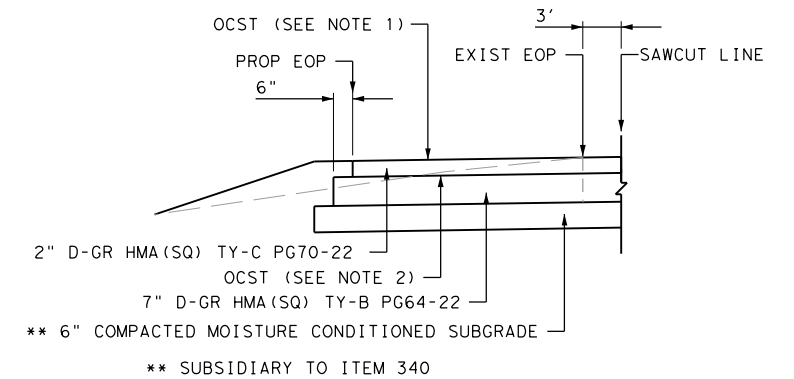 3'
OCST (SEE NOTE 1)
EXIST EOP
SAWCUT LINE
PROP EOP
6"
2" D-GR HMA(SQ) TY-C PG70-22
OCST (SEE NOTE 2)
7" D-GR HMA(SQ) TY-B PG64-22
** 6" COMPACTED MOISTURE CONDITIONED SUBGRADE
** SUBSIDIARY TO ITEM 340